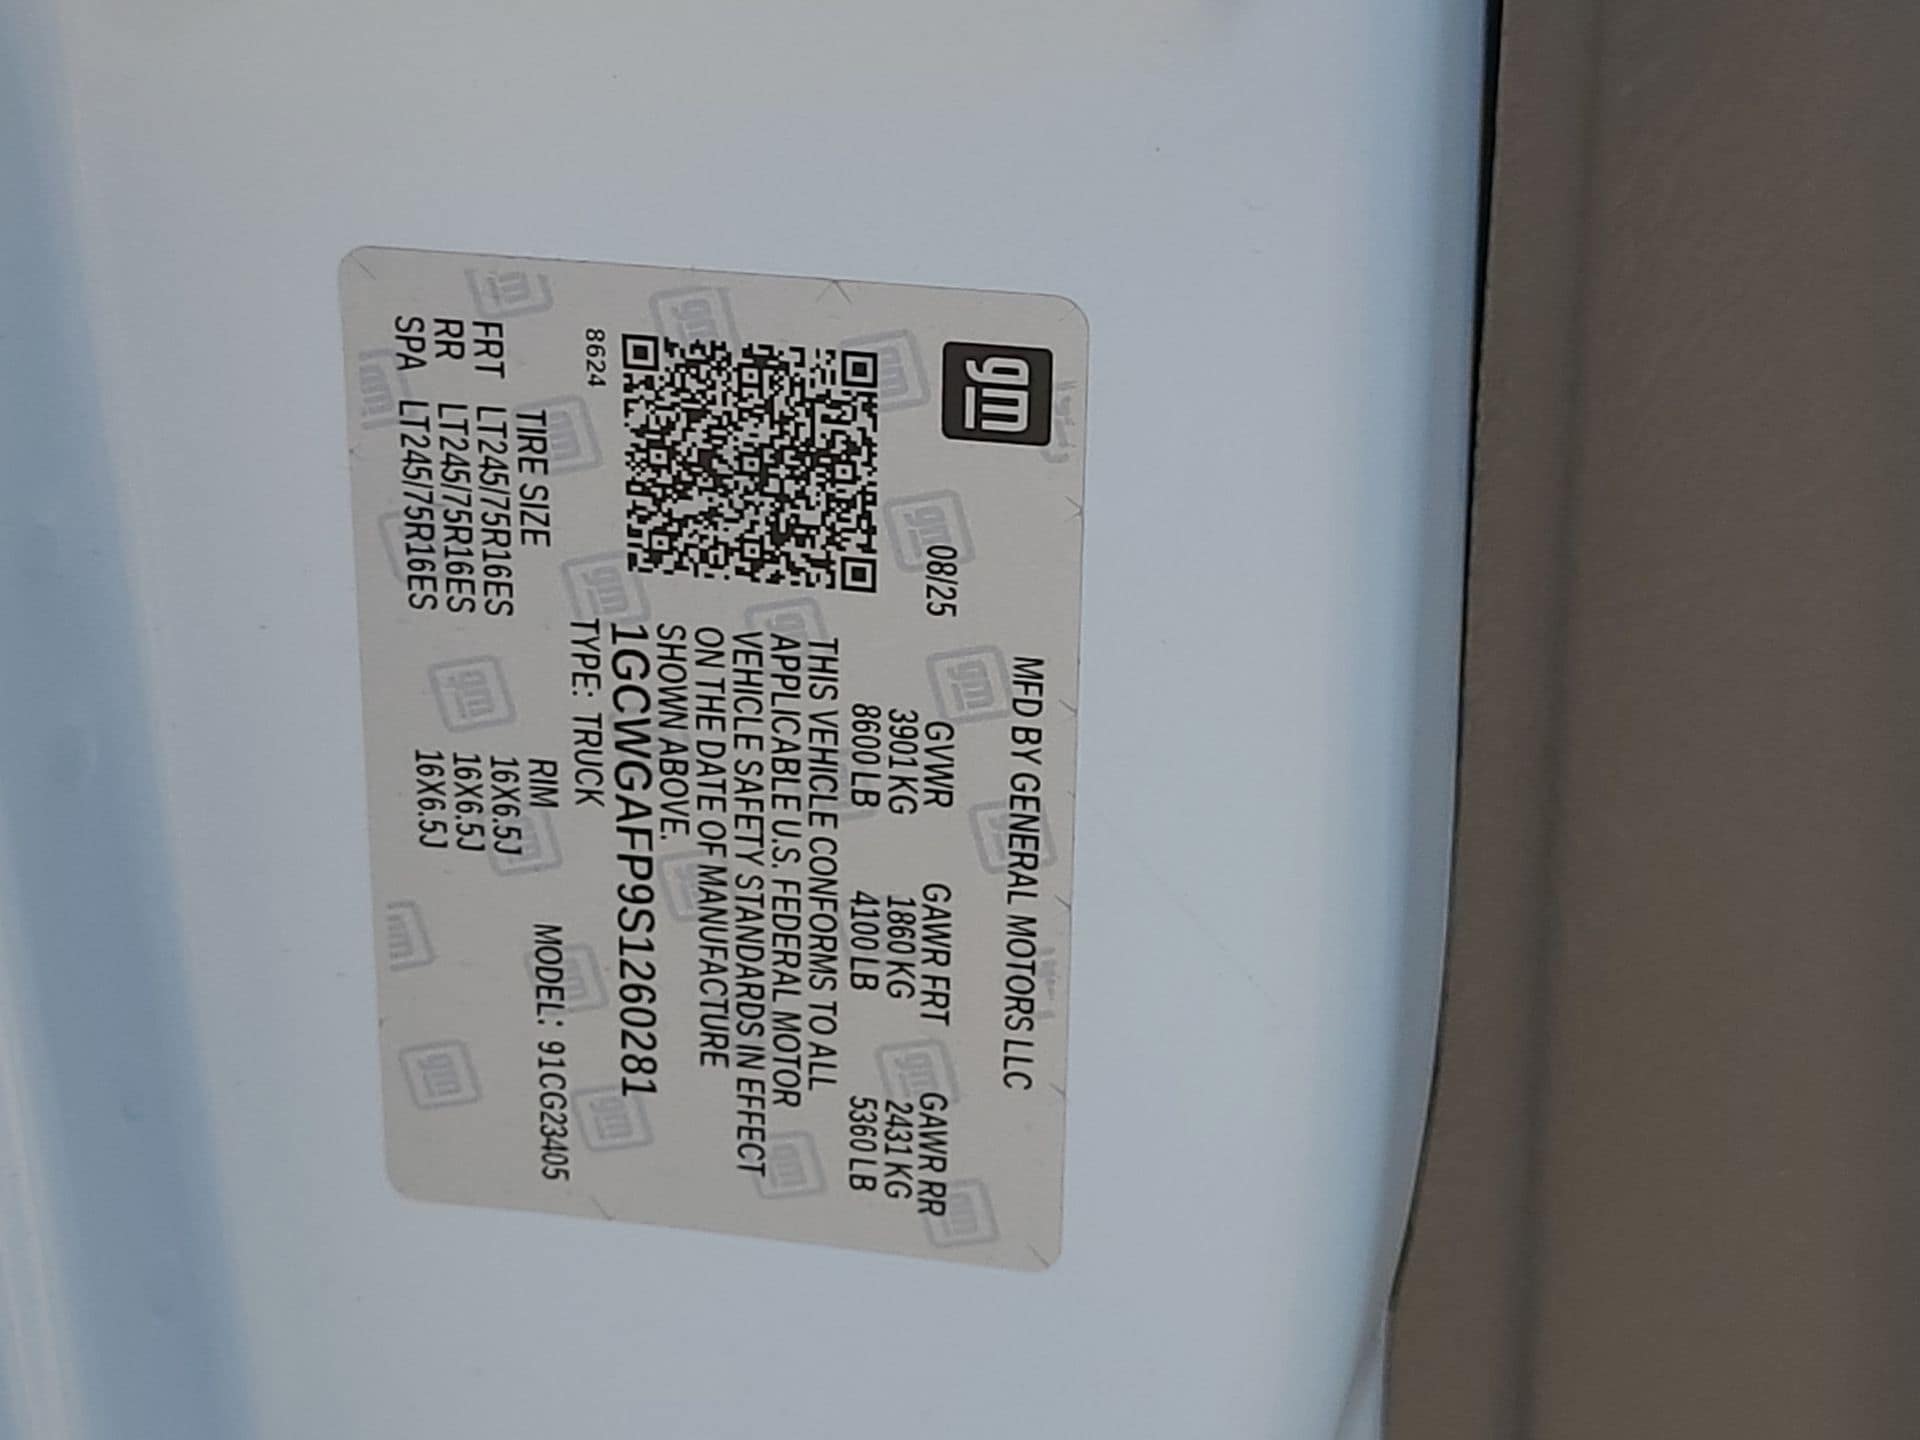 gm
MFD BY GENERAL MOTORS LLC
08/25 GVWR GAWR FRT GAWR RR
3901 KG 1860 KG 2431 KG
8600 LB 4100 LB 5360 LB
THIS VEHICLE CONFORMS TO ALL
APPLICABLE U.S. FEDERAL MOTOR
VEHICLE SAFETY STANDARDS IN EFFECT
ON THE DATE OF MANUFACTURE
SHOWN ABOVE.
1GCWGAFP9S1260281
8624 TYPE: TRUCK
TIRE SIZE RIM MODEL: 91CG23405
FRT LT245/75R16ES 16X6.5J
RR LT245/75R16ES 16X6.5J
SPA LT245/75R16ES 16X6.5J